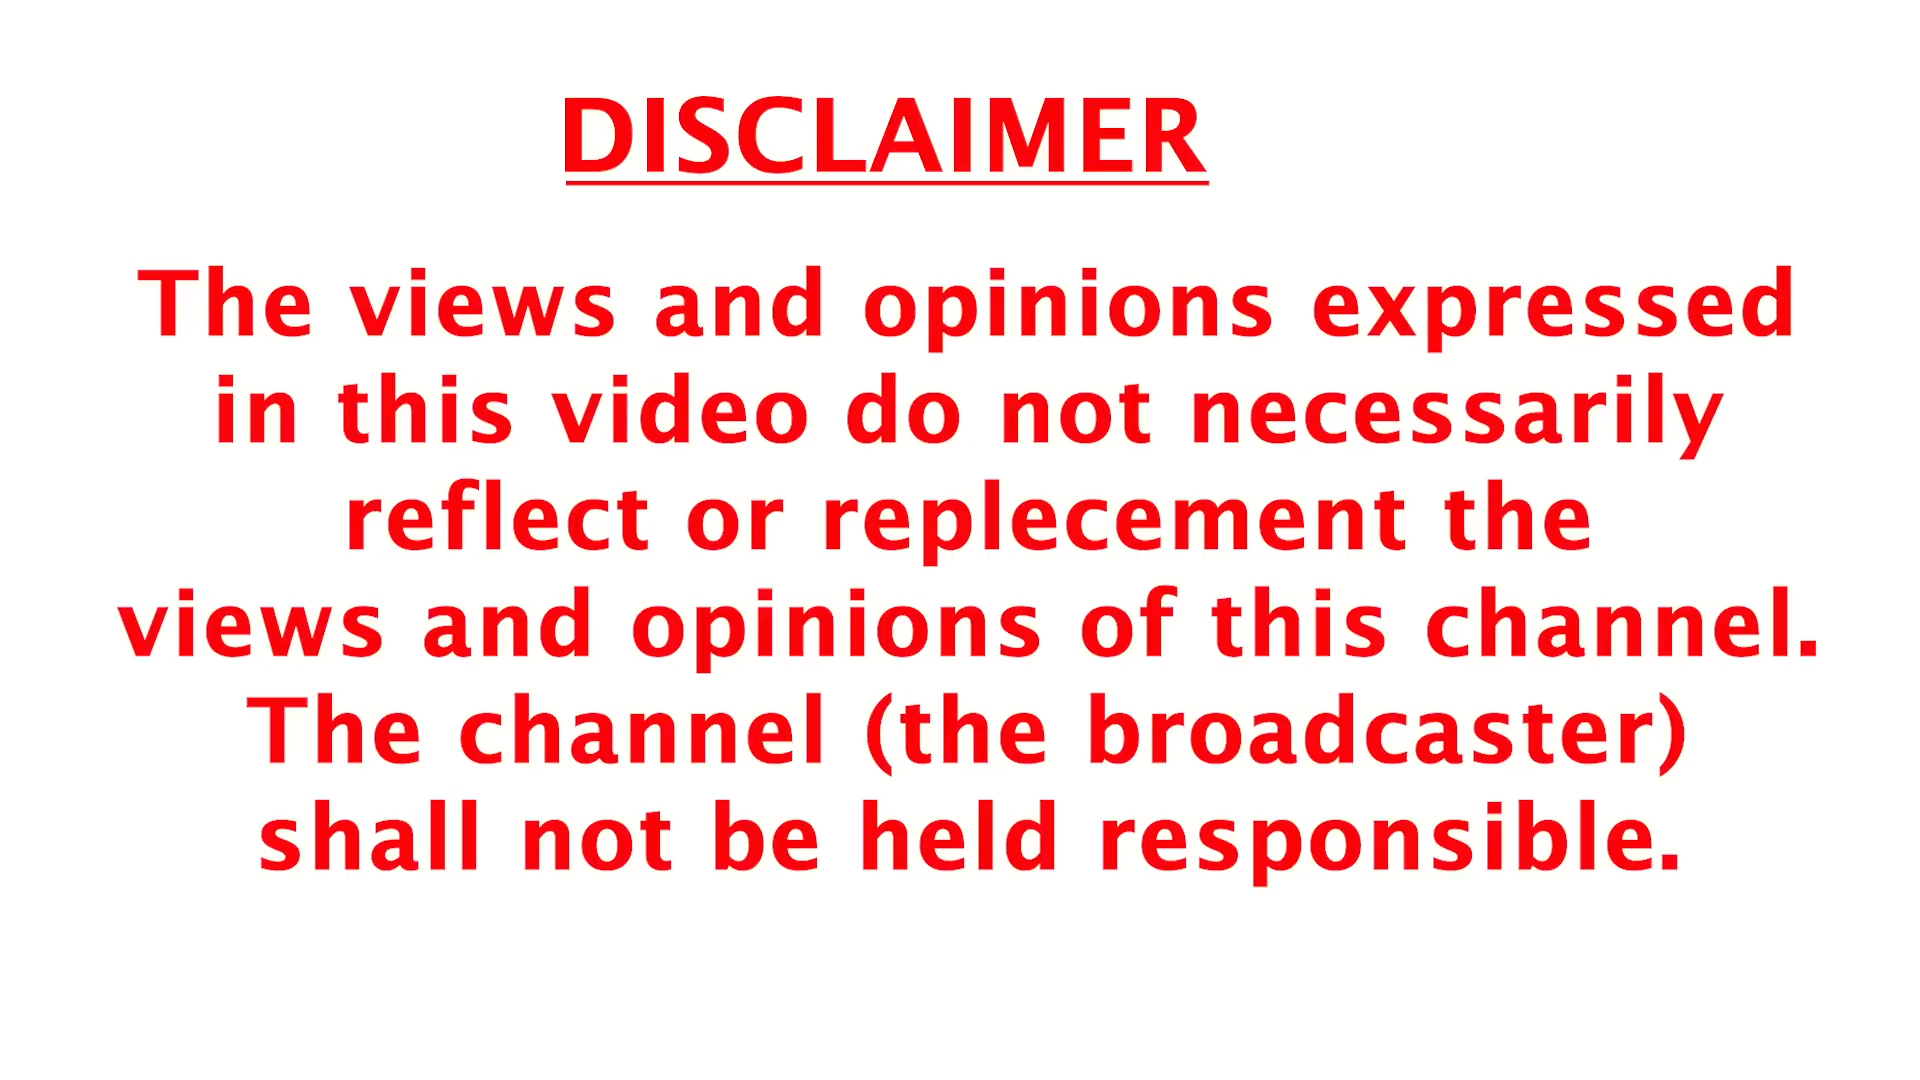 DISCLAIMER
The views and opinions expressed
in this video do not necessarily
reflect or replecement the
views and opinions of this channel.
The channel (the broadcaster)
shall not be held responsible.